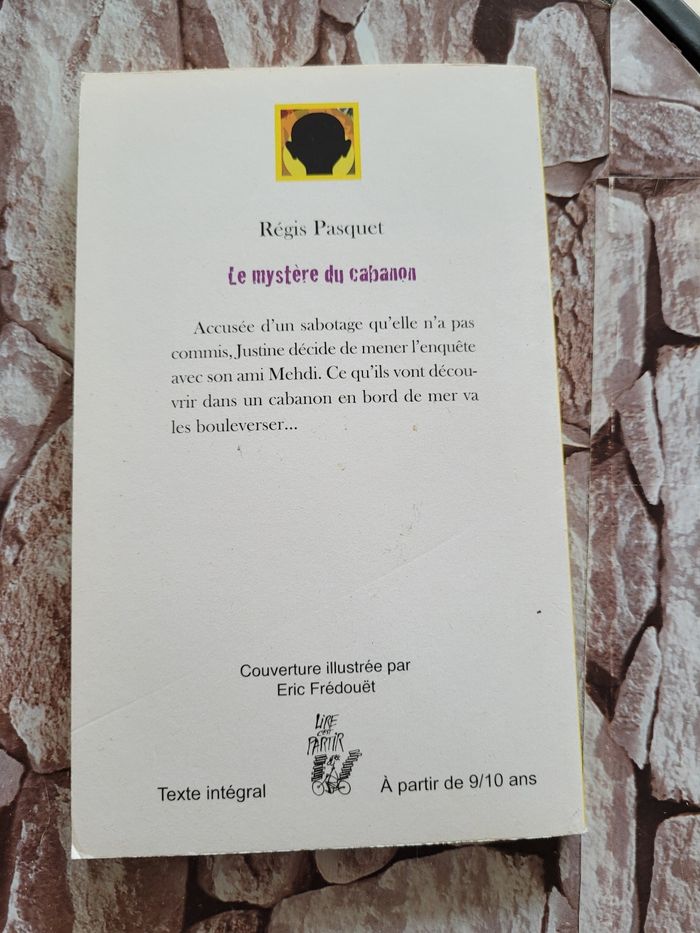 Régis Pasquet
Le mystère du cabanon
Accusée d'un sabotage qu'elle n'a pas
commis, Justine décide de mener l'enquête
avec son ami Mehdi. Ce qu'ils vont décou-
vrir dans un cabanon en bord de mer va
les bouleverser...
Couverture illustrée par
Eric Frédouët
LiRE
c'est
PARTIR
Texte intégral
À partir de 9/10 ans